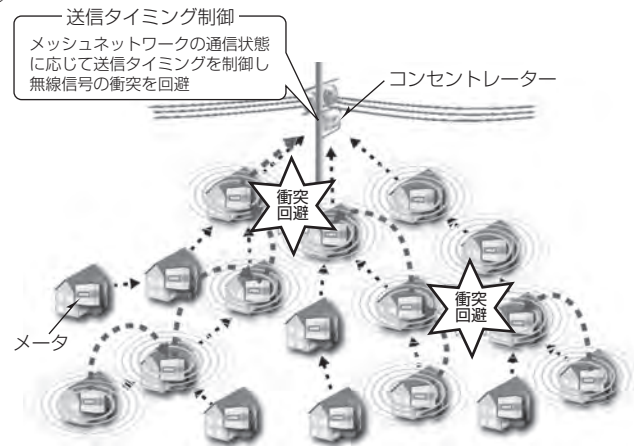 送信タイミング制御
メッシュネットワークの通信状態
に応じて送信タイミングを制御し
無線信号の衝突を回避
コンセントレーター
衝突
回避
衝突
回避
メータ